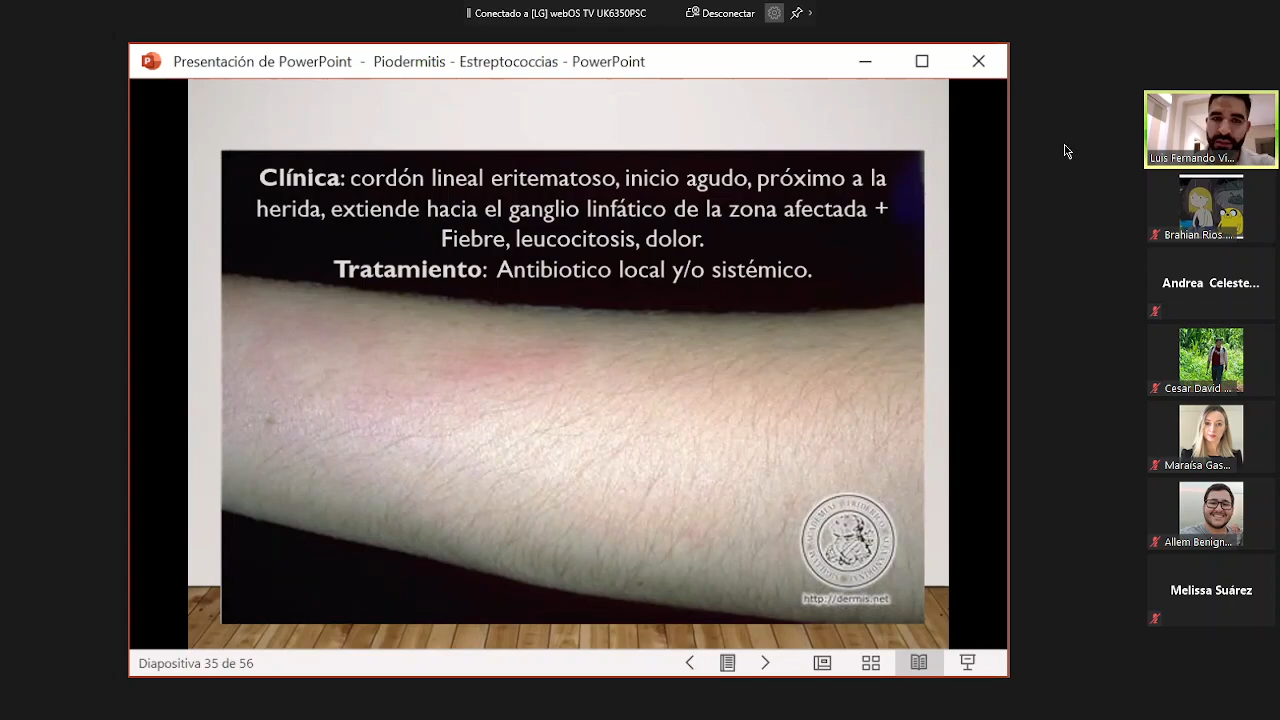 Conectado a [LG] webOS TV UK6350PSC
Desconectar
Presentación de PowerPoint - Piodermitis - Estreptococcias - PowerPoint
Clínica: cordón lineal eritematoso, inicio agudo, próximo a la
herida, extiende hacia el ganglio linfático de la zona afectada +
Fiebre, leucocitosis, dolor.
Tratamiento: Antibiotico local y/o sistémico.
http://dermis.net
Diapositiva 35 de 56
Luis Fernando Vi...
Brahian Rios...
Andrea Celeste...
Cesar David ...
Maraísa Gas...
Allem Benign...
Melissa Suárez